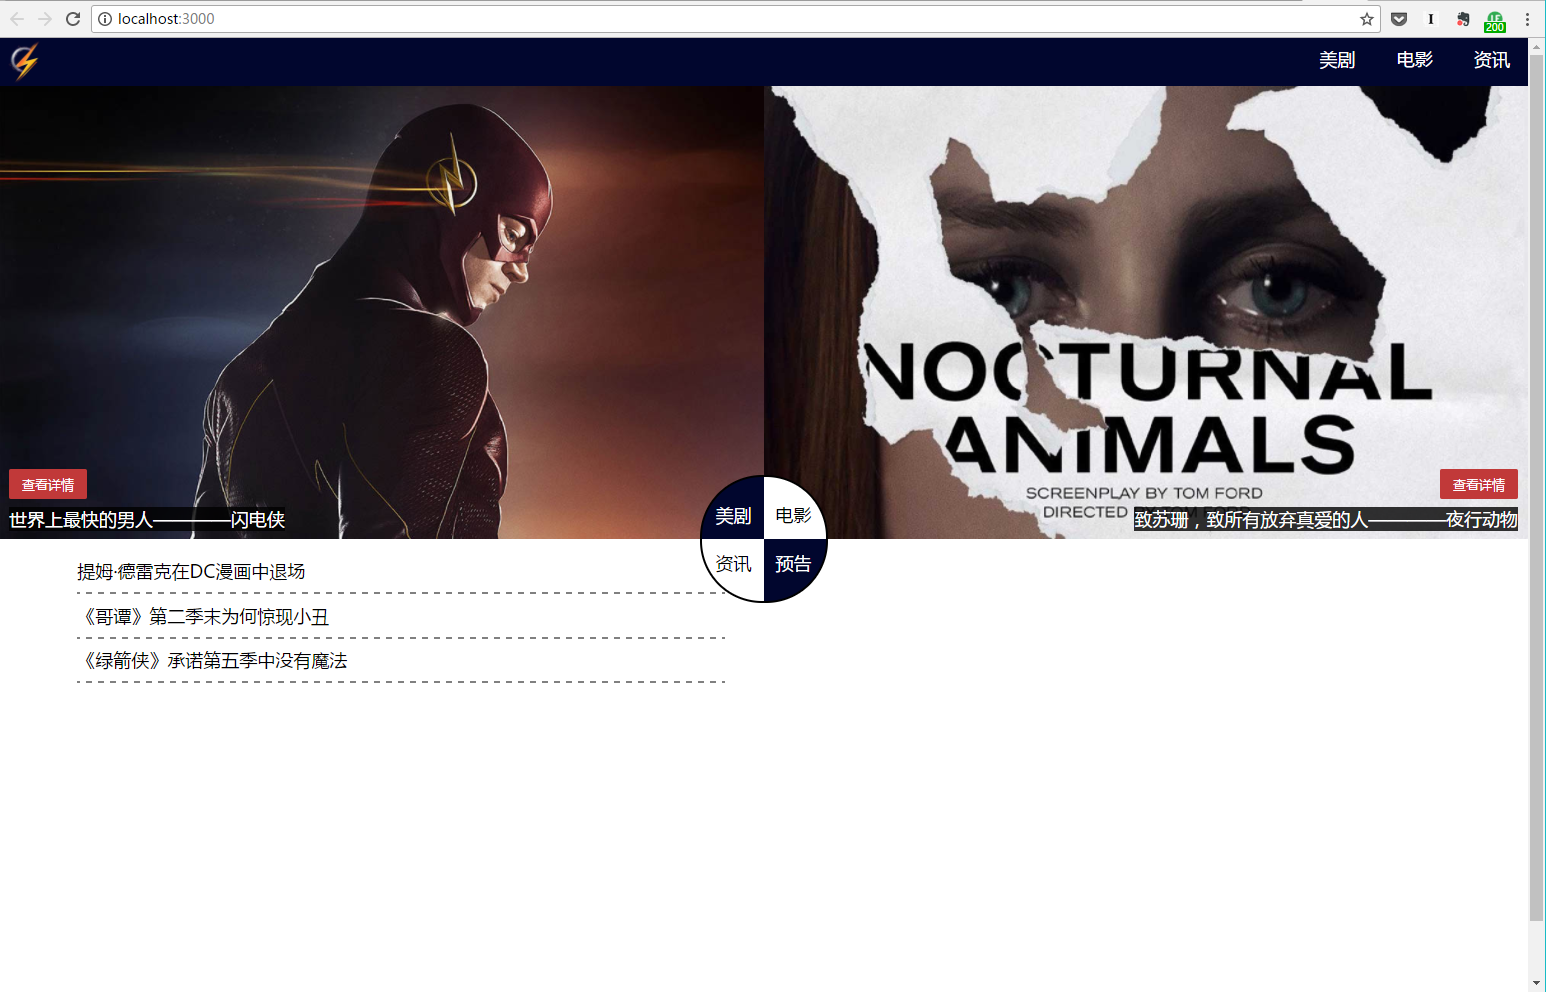 localhost:3000
I
LE
200
美剧 电影 资讯
NOCTURNAL
ANIMALS
SCREENPLAY BY TOM FORD
DIRECTED BY TOM FORD
查看详情
查看详情
世界上最快的男人————闪电侠
致苏珊，致所有放弃真爱的人————夜行动物
美剧 电影
资讯 预告
提姆·德雷克在DC漫画中退场
《哥谭》第二季末为何惊现小丑
《绿箭侠》承诺第五季中没有魔法